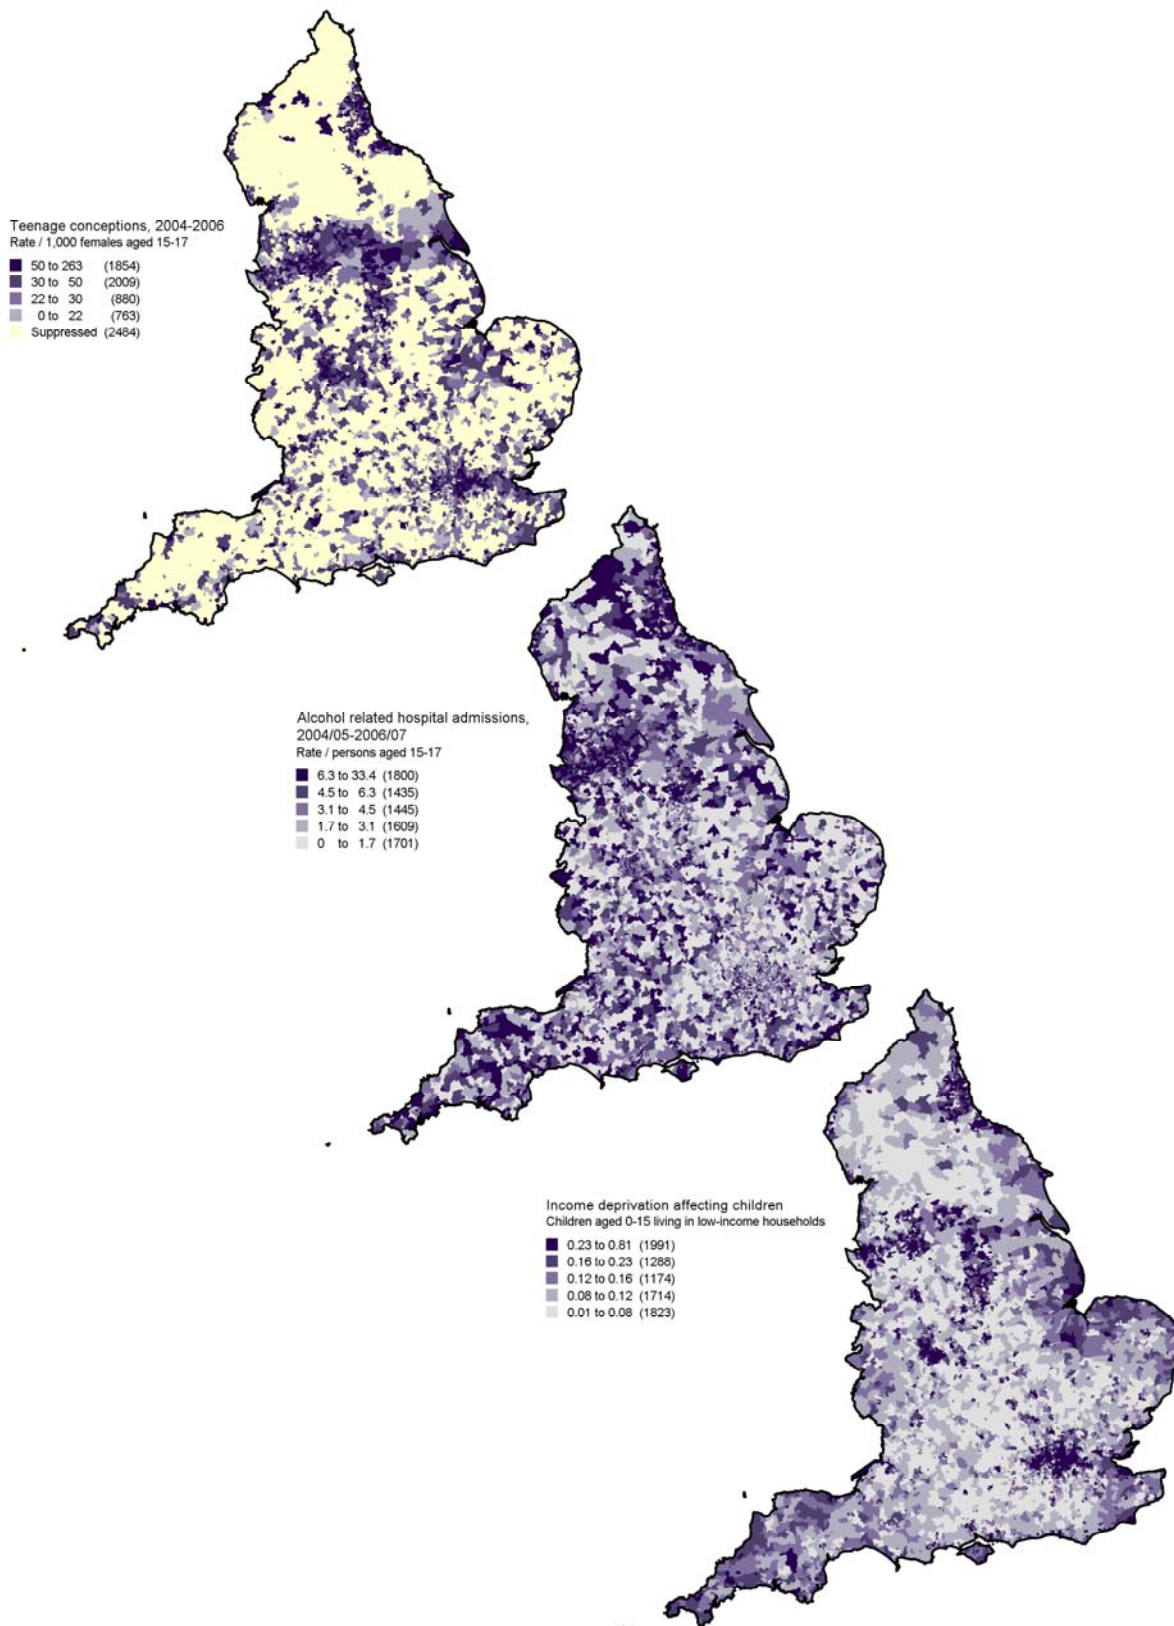 Teenage conceptions, 2004-2006
Rate / 1,000 females aged 15-17
50 to 263 (1854)
30 to 50 (2009)
22 to 30 (880)
0 to 22 (763)
Suppressed (2484)
Alcohol related hospital admissions,
2004/05-2006/07
Rate / persons aged 15-17
6.3 to 33.4 (1800)
4.5 to 6.3 (1435)
3.1 to 4.5 (1445)
1.7 to 3.1 (1609)
0 to 1.7 (1701)
Income deprivation affecting children
Children aged 0-15 living in low-income households
0.23 to 0.81 (1991)
0.16 to 0.23 (1288)
0.12 to 0.16 (1174)
0.08 to 0.12 (1714)
0.01 to 0.08 (1823)